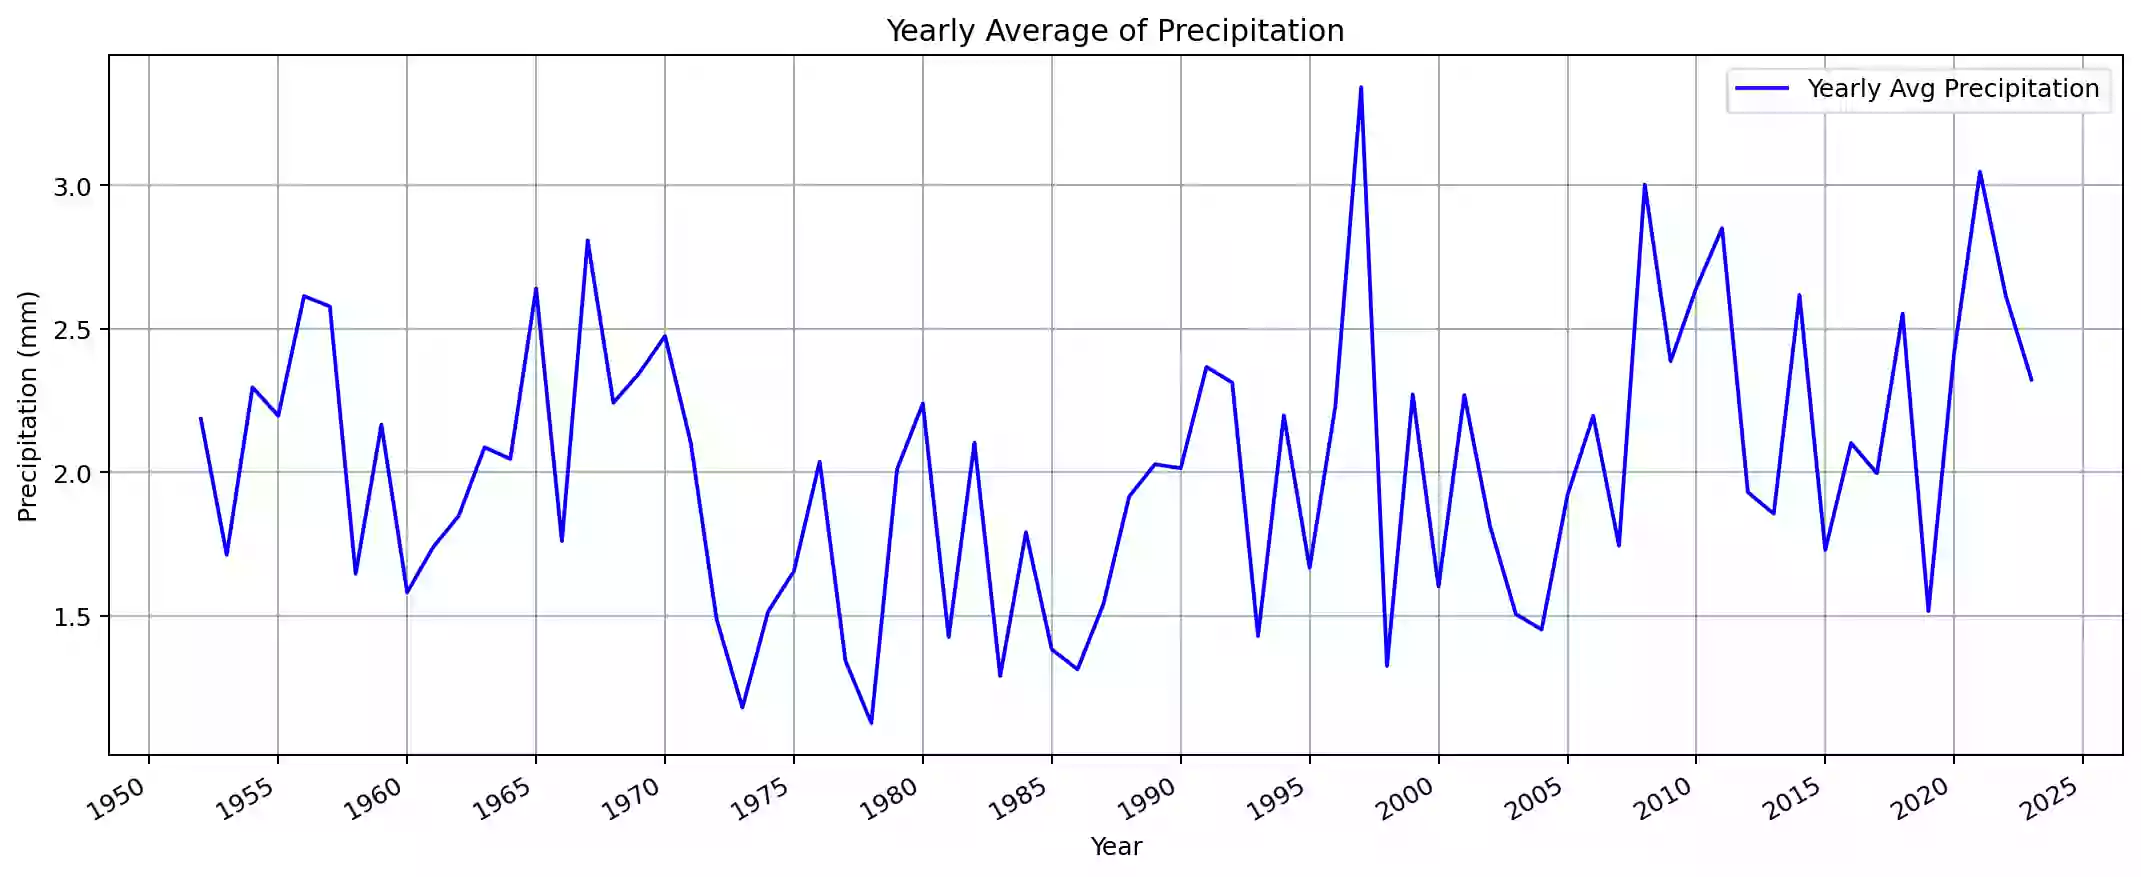 Yearly Average of Precipitation
Yearly Avg Precipitation
Precipitation (mm)
3.0
2.5
2.0
1.5
1950 1955 1960 1965 1970 1975 1980 1985 1990 1995 2000 2005 2010 2015 2020 2025
Year